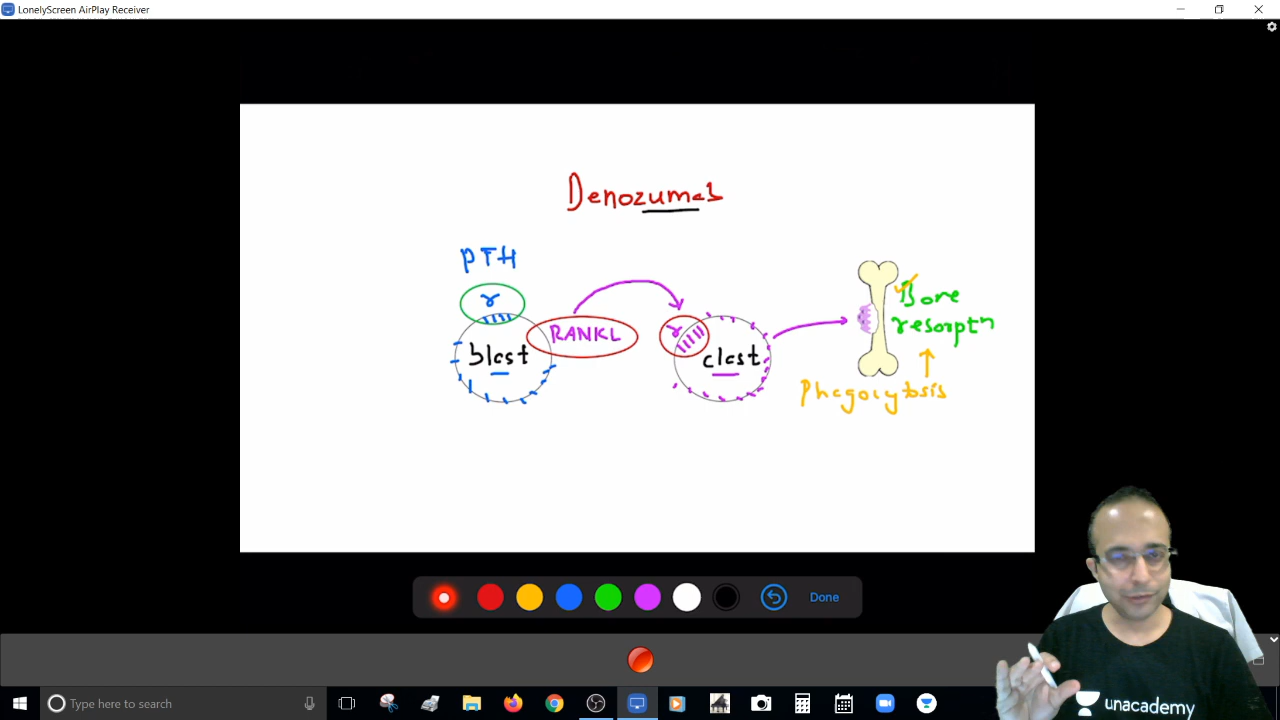 LonelyScreen AirPlay Receiver
Denozumab
PTH
r
RANKL
r
blast
clast
Bone
resorptn
Phagocytosis
Done
Type here to search
unacademy